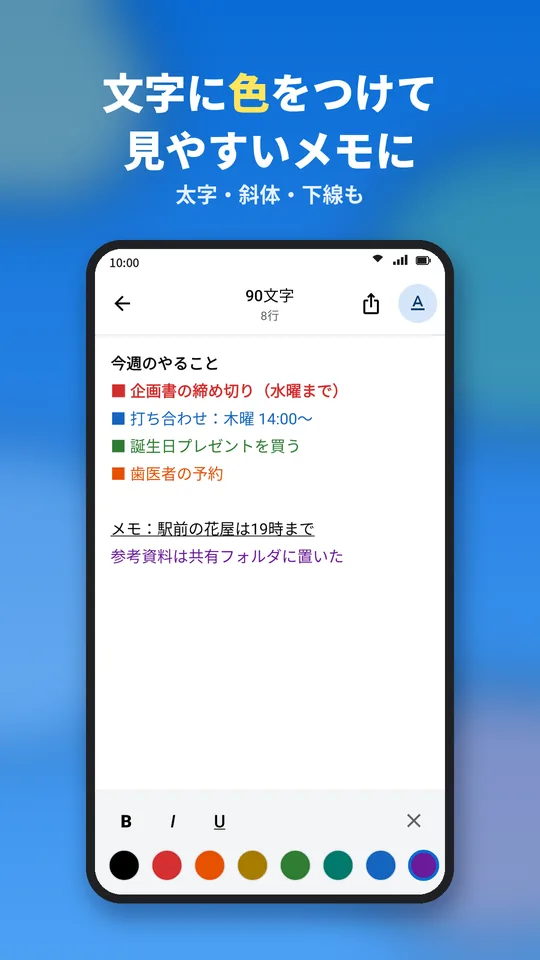 文字に色をつけて
見やすいメモに
太字・斜体・下線も
10:00
90文字
8行
A
今週のやること
■ 企画書の締め切り（水曜まで）
■ 打ち合わせ：木曜 14:00〜
■ 誕生日プレゼントを買う
■ 歯医者の予約
メモ：駅前の花屋は19時まで
参考資料は共有フォルダに置いた
B I U